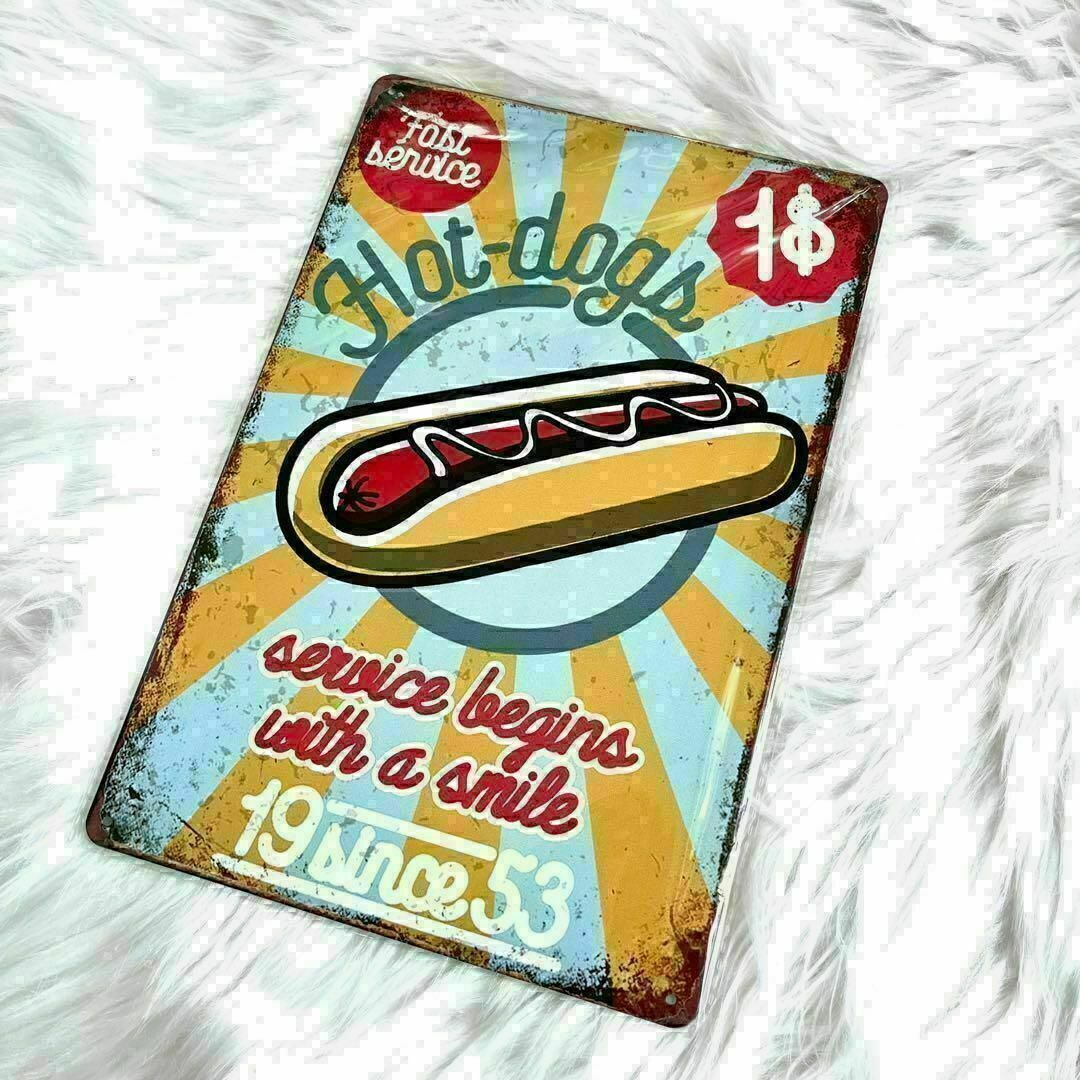 Fast
service
1$
Hot-dogs
service begins
with a smile
19 since 53